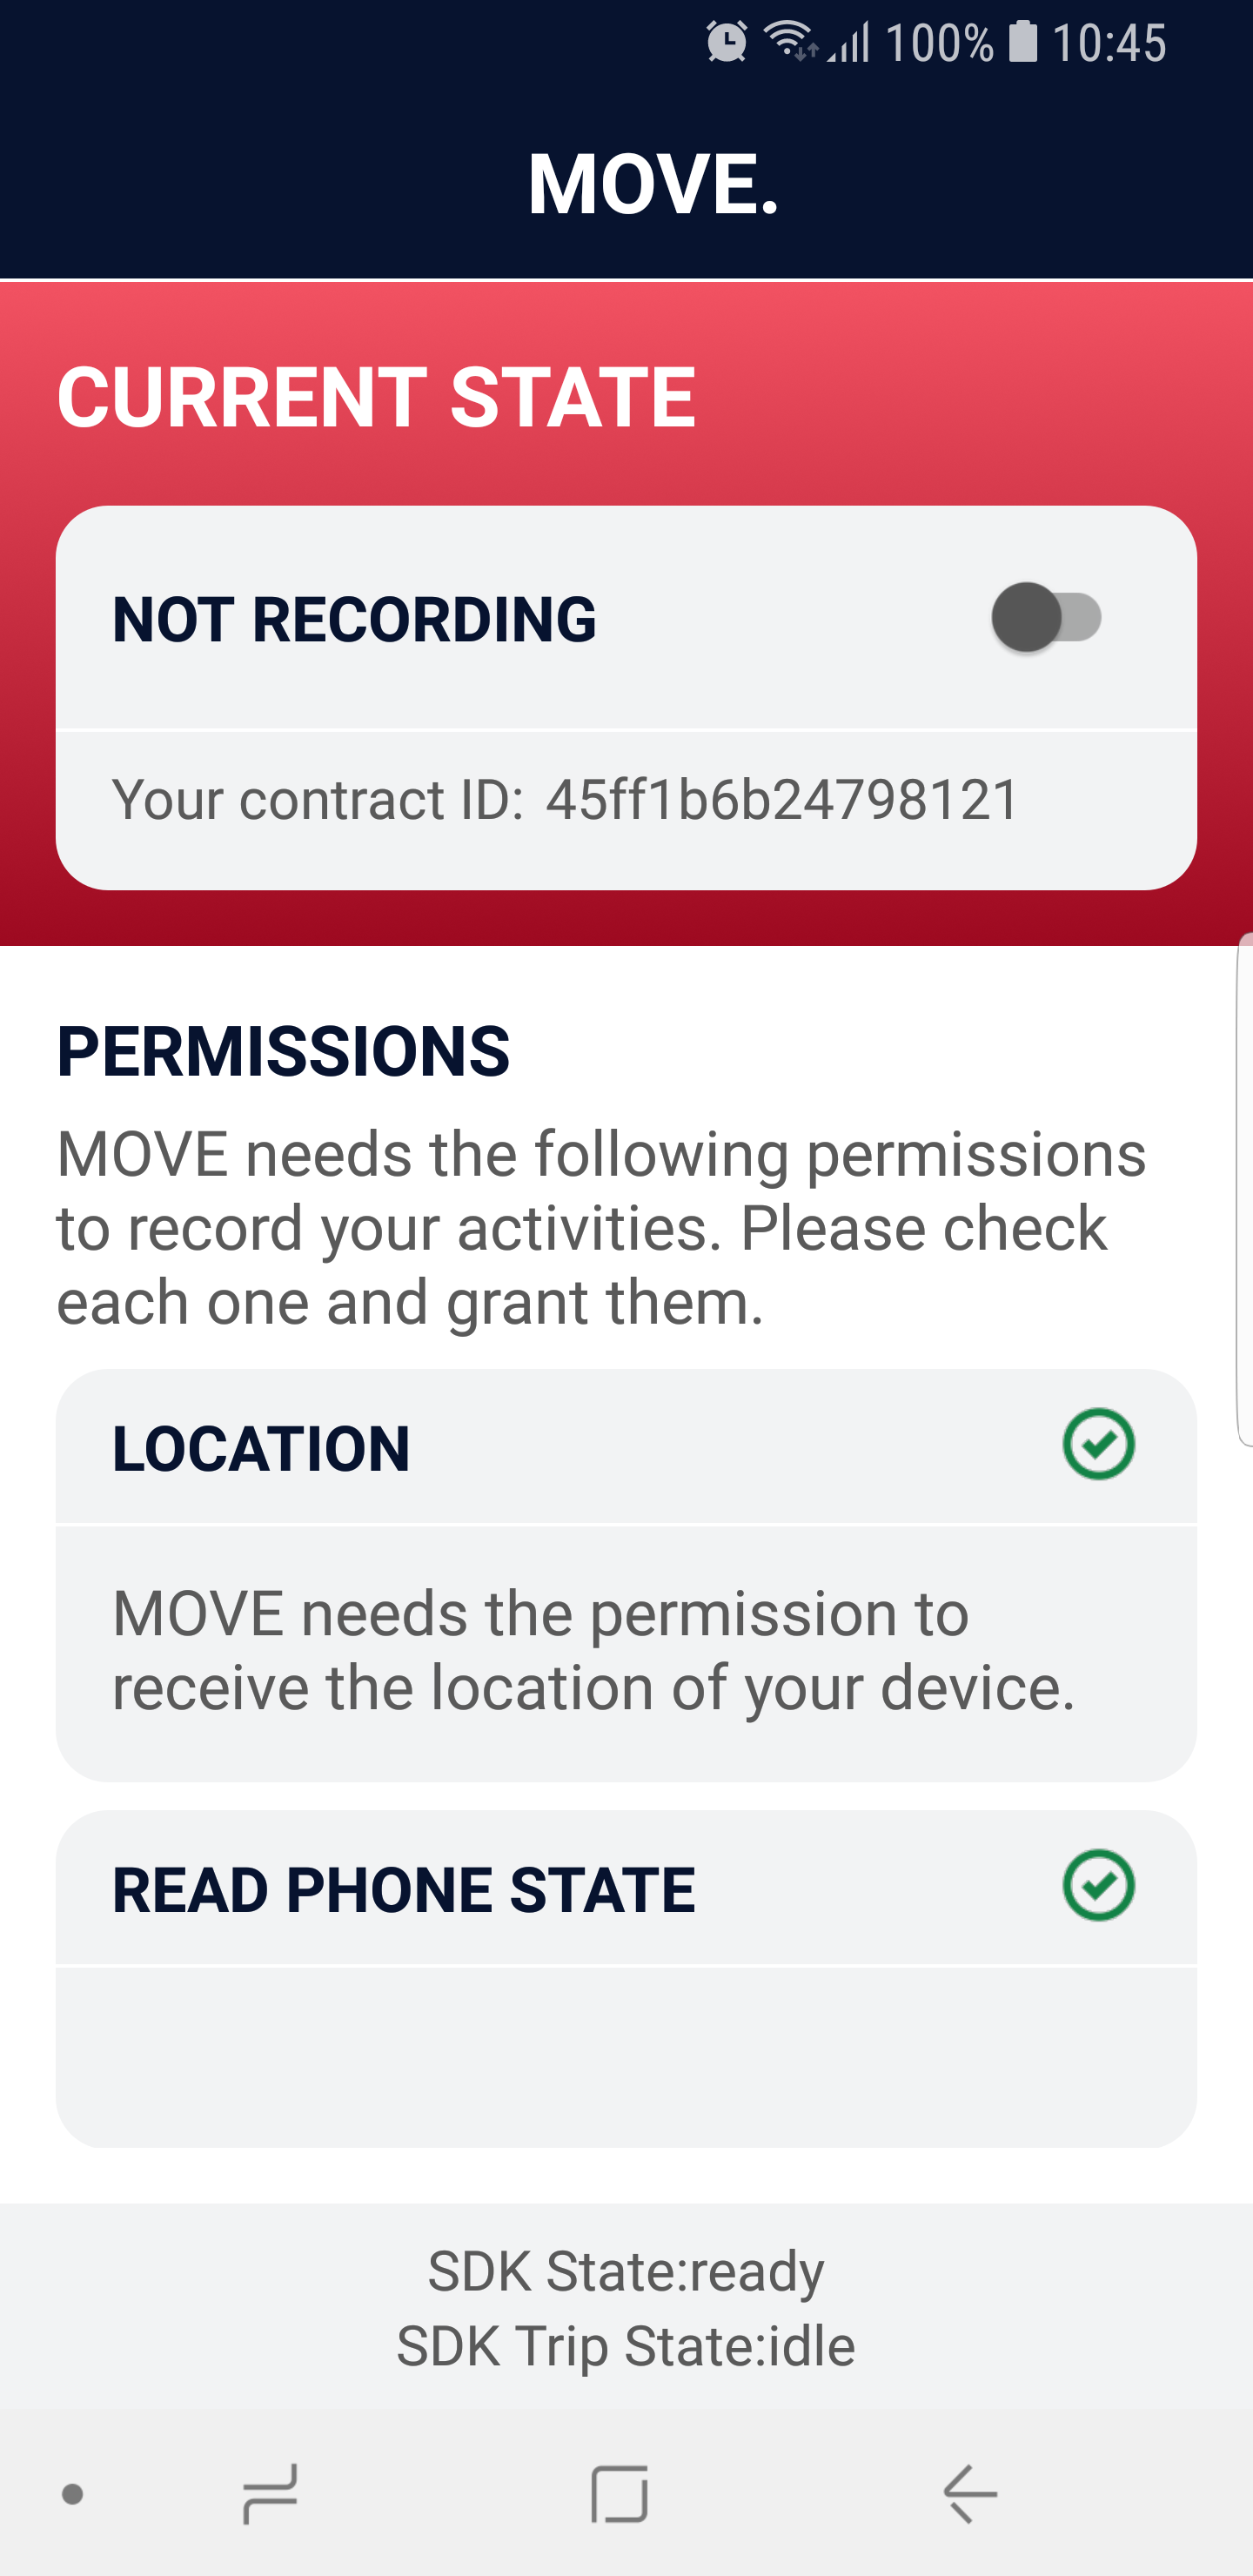 100% 10:45
MOVE.
CURRENT STATE
NOT RECORDING
Your contract ID: 45ff1b6b24798121
PERMISSIONS
MOVE needs the following permissions
to record your activities. Please check
each one and grant them.
LOCATION
MOVE needs the permission to
receive the location of your device.
READ PHONE STATE
SDK State:ready
SDK Trip State:idle